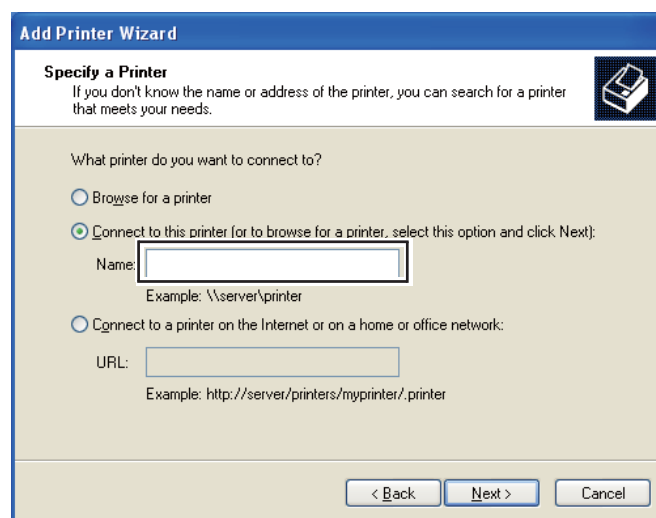 Add Printer Wizard
Specify a Printer
If you don't know the name or address of the printer, you can search for a printer
that meets your needs.
What printer do you want to connect to?
Browse for a printer
Connect to this printer (or to browse for a printer, select this option and click Next):
Name:
Example: \\server\printer
Connect to a printer on the Internet or on a home or office network:
URL:
Example: http://server/printers/myprinter/.printer
< Back Next > Cancel